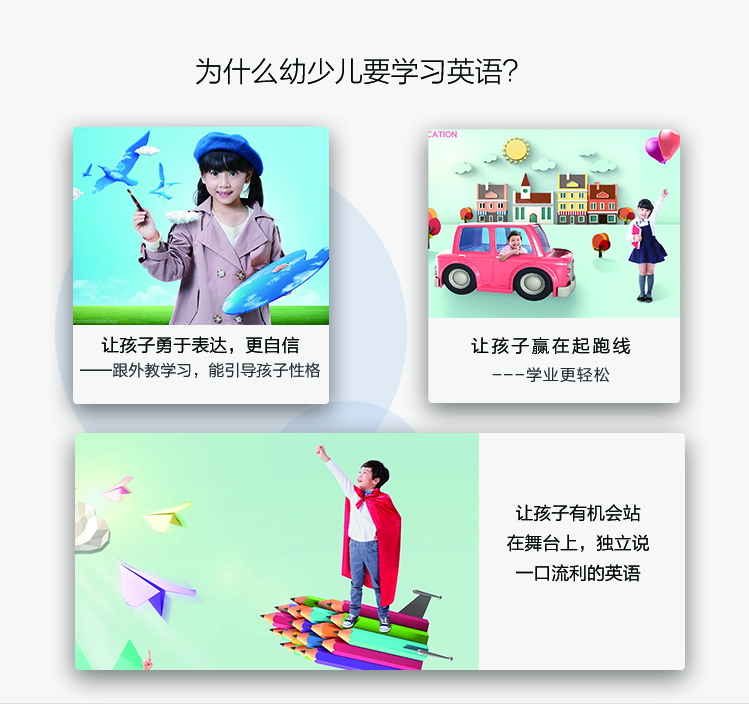 为什么幼少儿要学习英语？
CATION
让孩子勇于表达，更自信
——跟外教学习，能引导孩子性格
让孩子赢在起跑线
---学业更轻松
让孩子有机会站
在舞台上，独立说
一口流利的英语